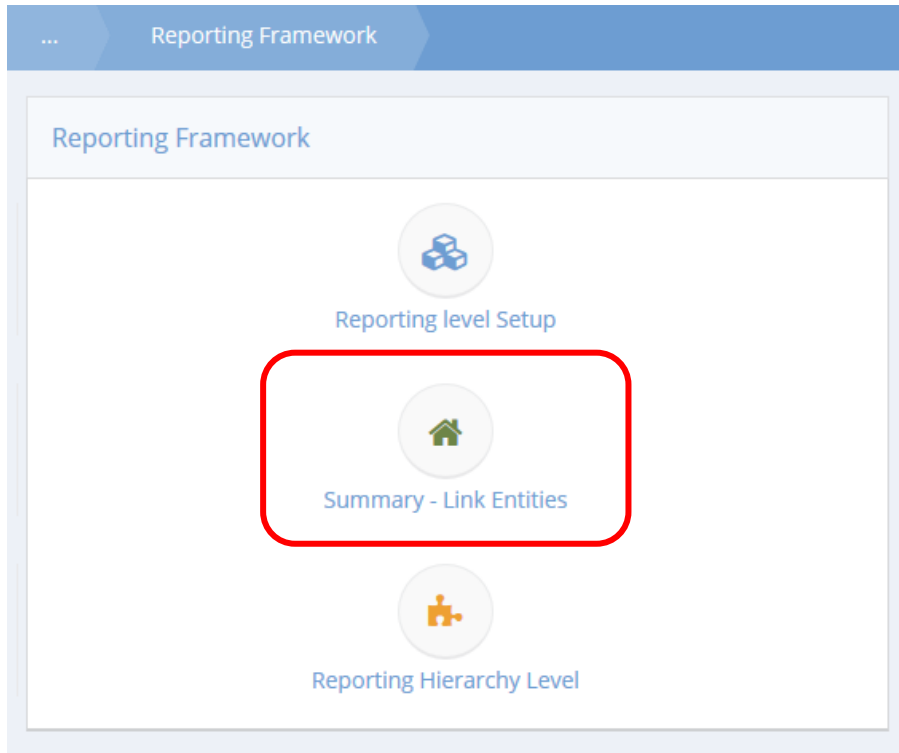 ... Reporting Framework
Reporting Framework
Reporting level Setup
Summary - Link Entities
Reporting Hierarchy Level